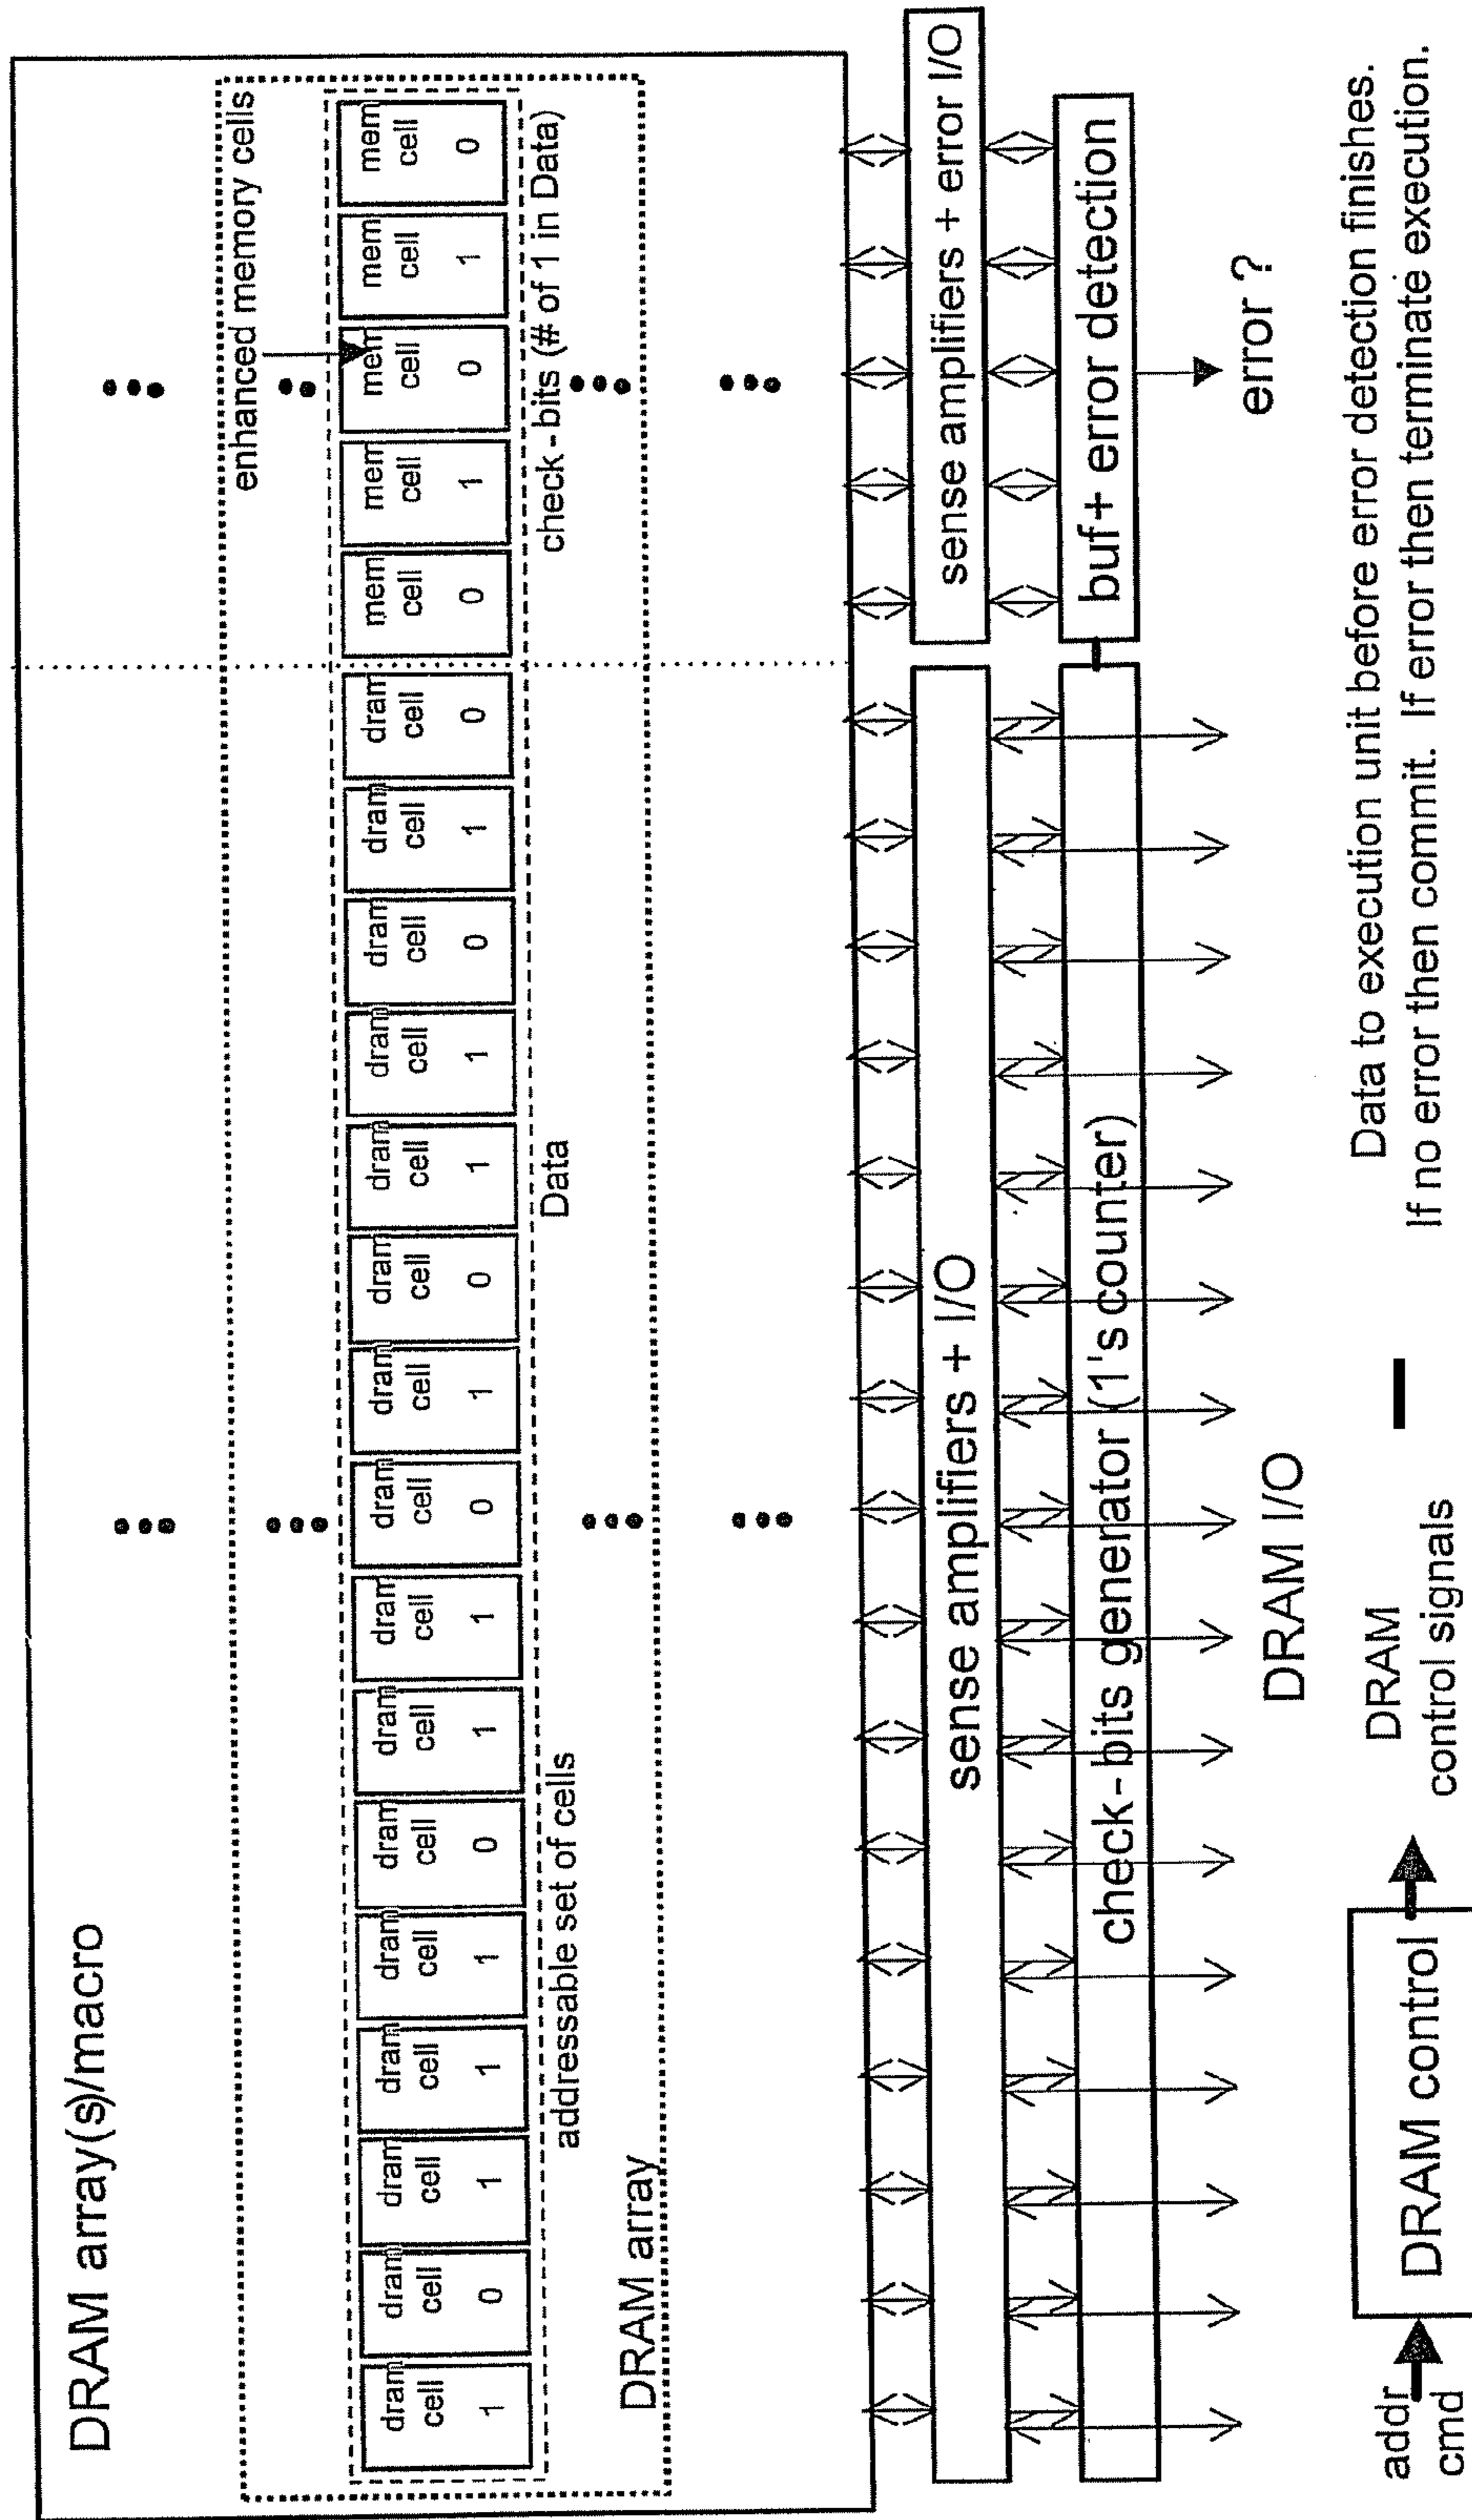 DRAM array(s)/macro
enhanced memory cells
dram dram dram dram dram dram dram dram dram dram dram dram dram dram dram dram mem mem mem mem mem
cell cell cell cell cell cell cell cell cell cell cell cell cell cell cell cell cell cell cell cell cell
1 0 1 1 1 0 1 1 0 1 0 1 1 0 1 0 0 1 0 1 0
addressable set of cells Data check-bits (# of 1 in Data)
DRAM array
sense amplifiers + I/O sense amplifiers + error I/O
check-bits generator (1's counter) buf+ error detection
DRAM I/O error ?
addr
cmd
DRAM control
DRAM
control signals
Data to execution unit before error detection finishes.
If no error then commit. If error then terminate execution.